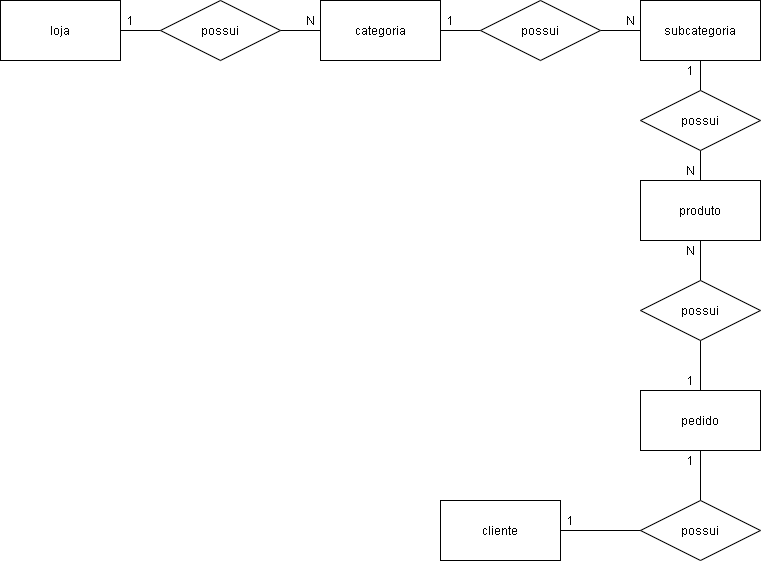 loja
1
possui
N
categoria
1
possui
N
subcategoria
1
possui
N
produto
N
possui
1
pedido
1
cliente
1
possui